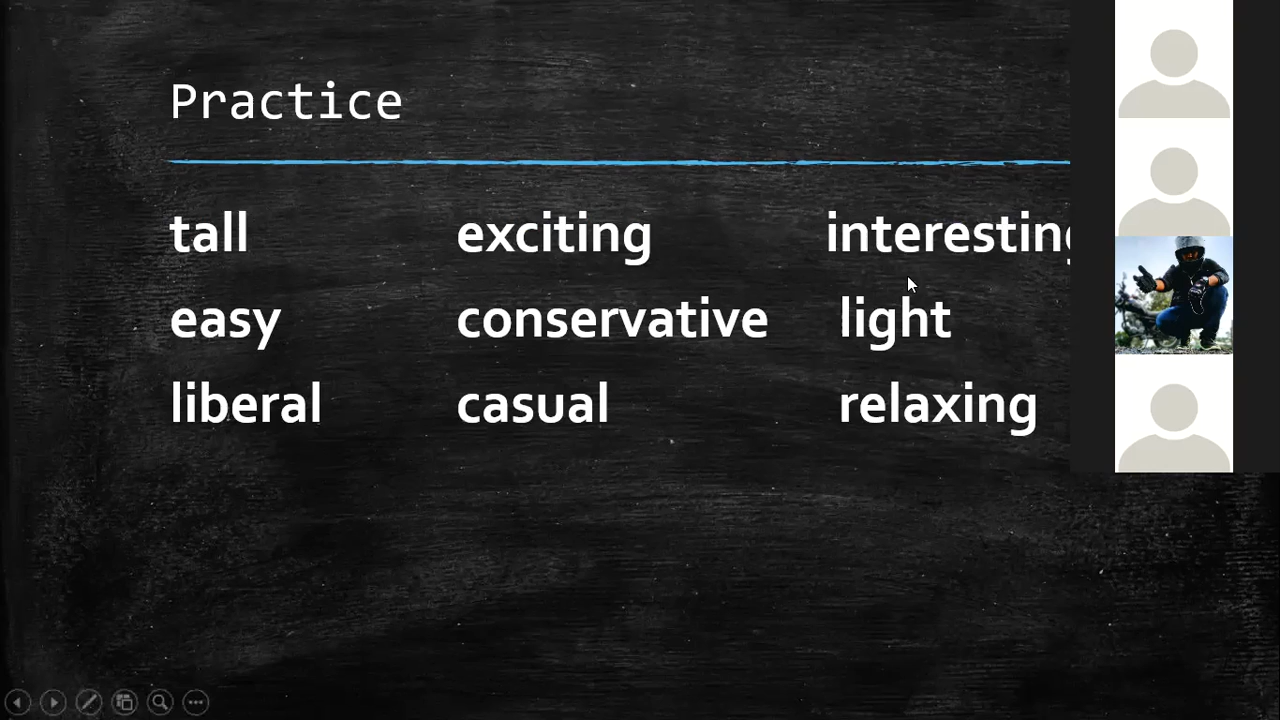 Practice
tall exciting interesting
easy conservative light
liberal casual relaxing